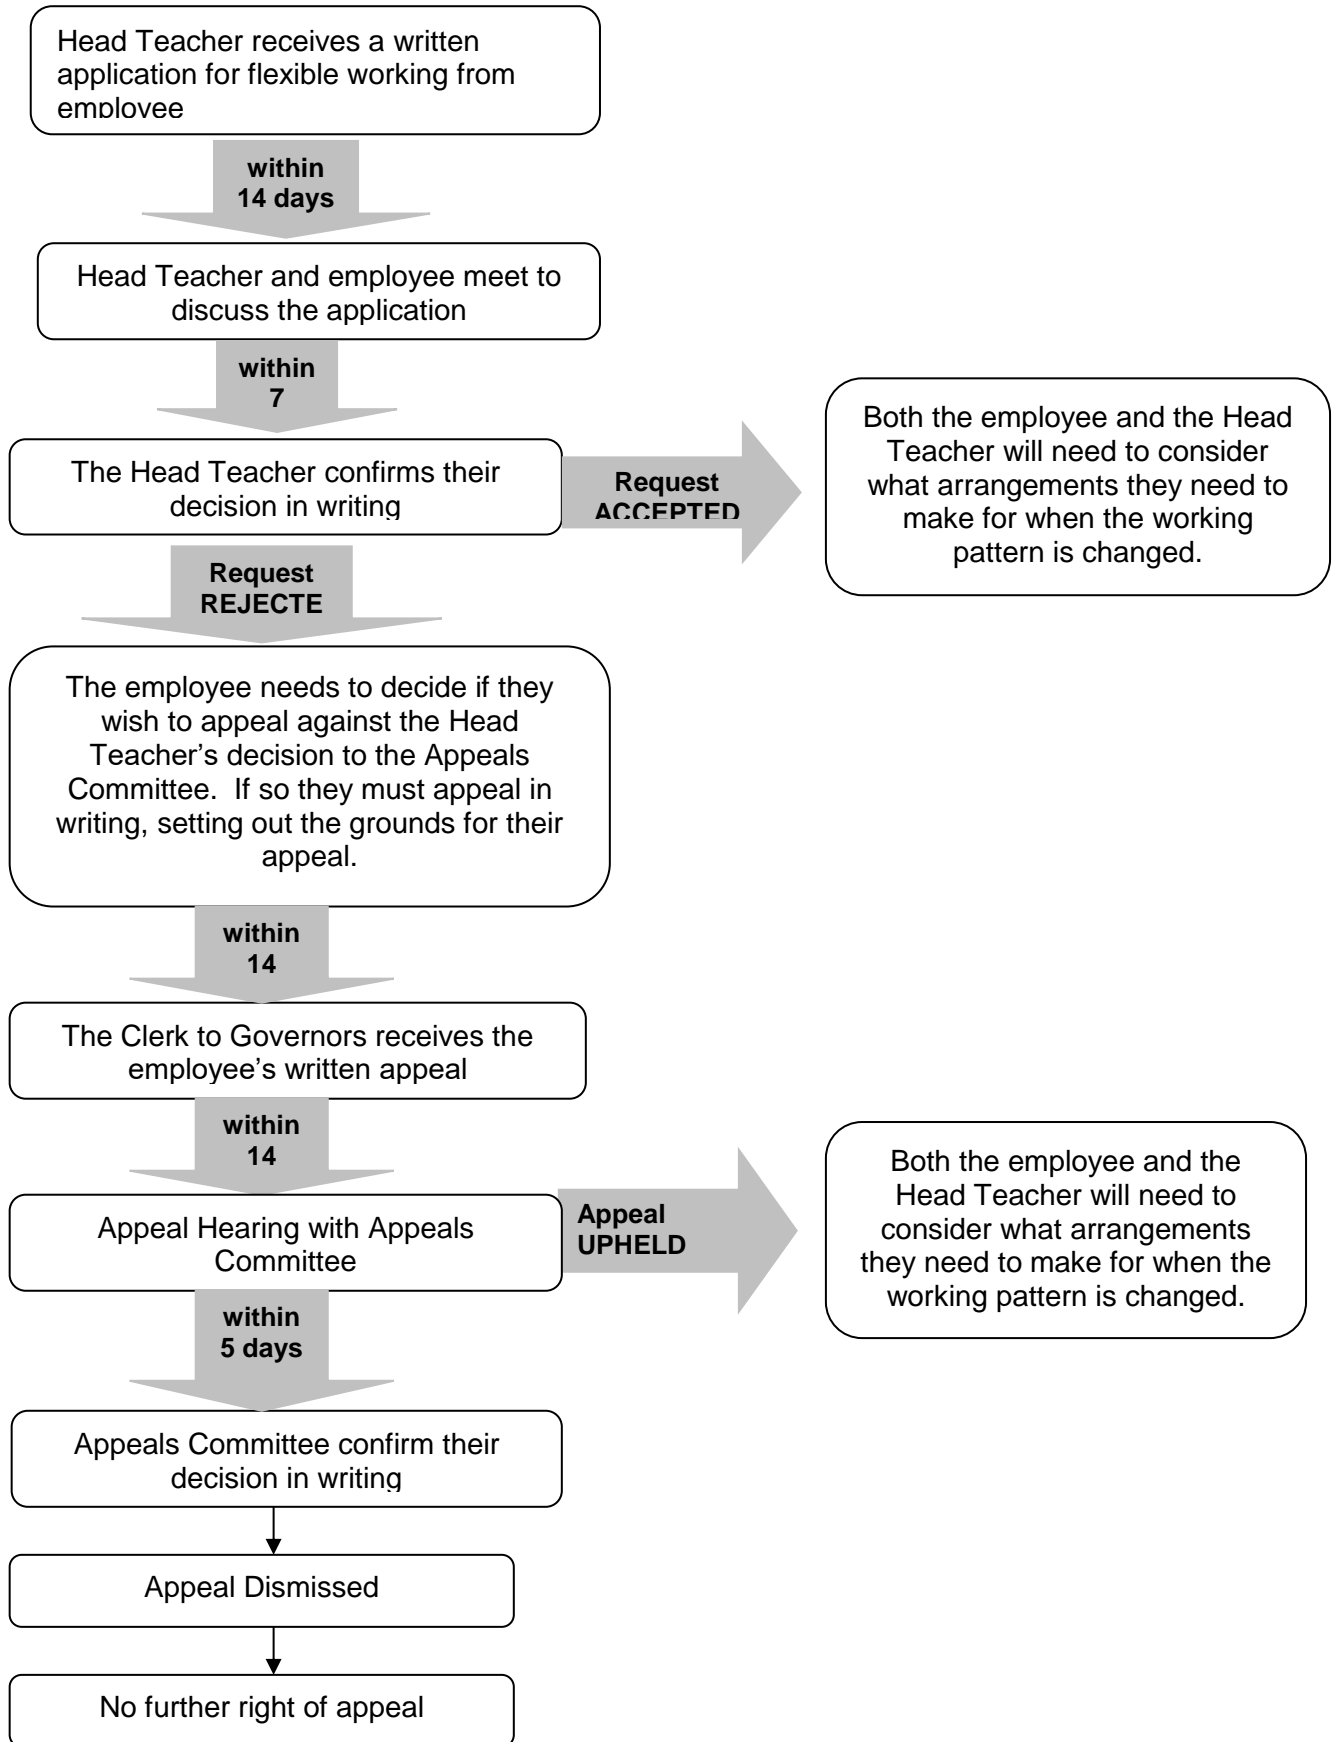 Head Teacher receives a written
application for flexible working from
employee
within
14 days
Head Teacher and employee meet to
discuss the application
within
7
The Head Teacher confirms their
decision in writing
Request
ACCEPTED
Both the employee and the Head
Teacher will need to consider
what arrangements they need to
make for when the working
pattern is changed.
Request
REJECTE
The employee needs to decide if they
wish to appeal against the Head
Teacher’s decision to the Appeals
Committee.  If so they must appeal in
writing, setting out the grounds for their
appeal.
within
14
The Clerk to Governors receives the
employee’s written appeal
within
14
Appeal Hearing with Appeals
Committee
Appeal
UPHELD
Both the employee and the
Head Teacher will need to
consider what arrangements
they need to make for when the
working pattern is changed.
within
5 days
Appeals Committee confirm their
decision in writing
Appeal Dismissed
No further right of appeal